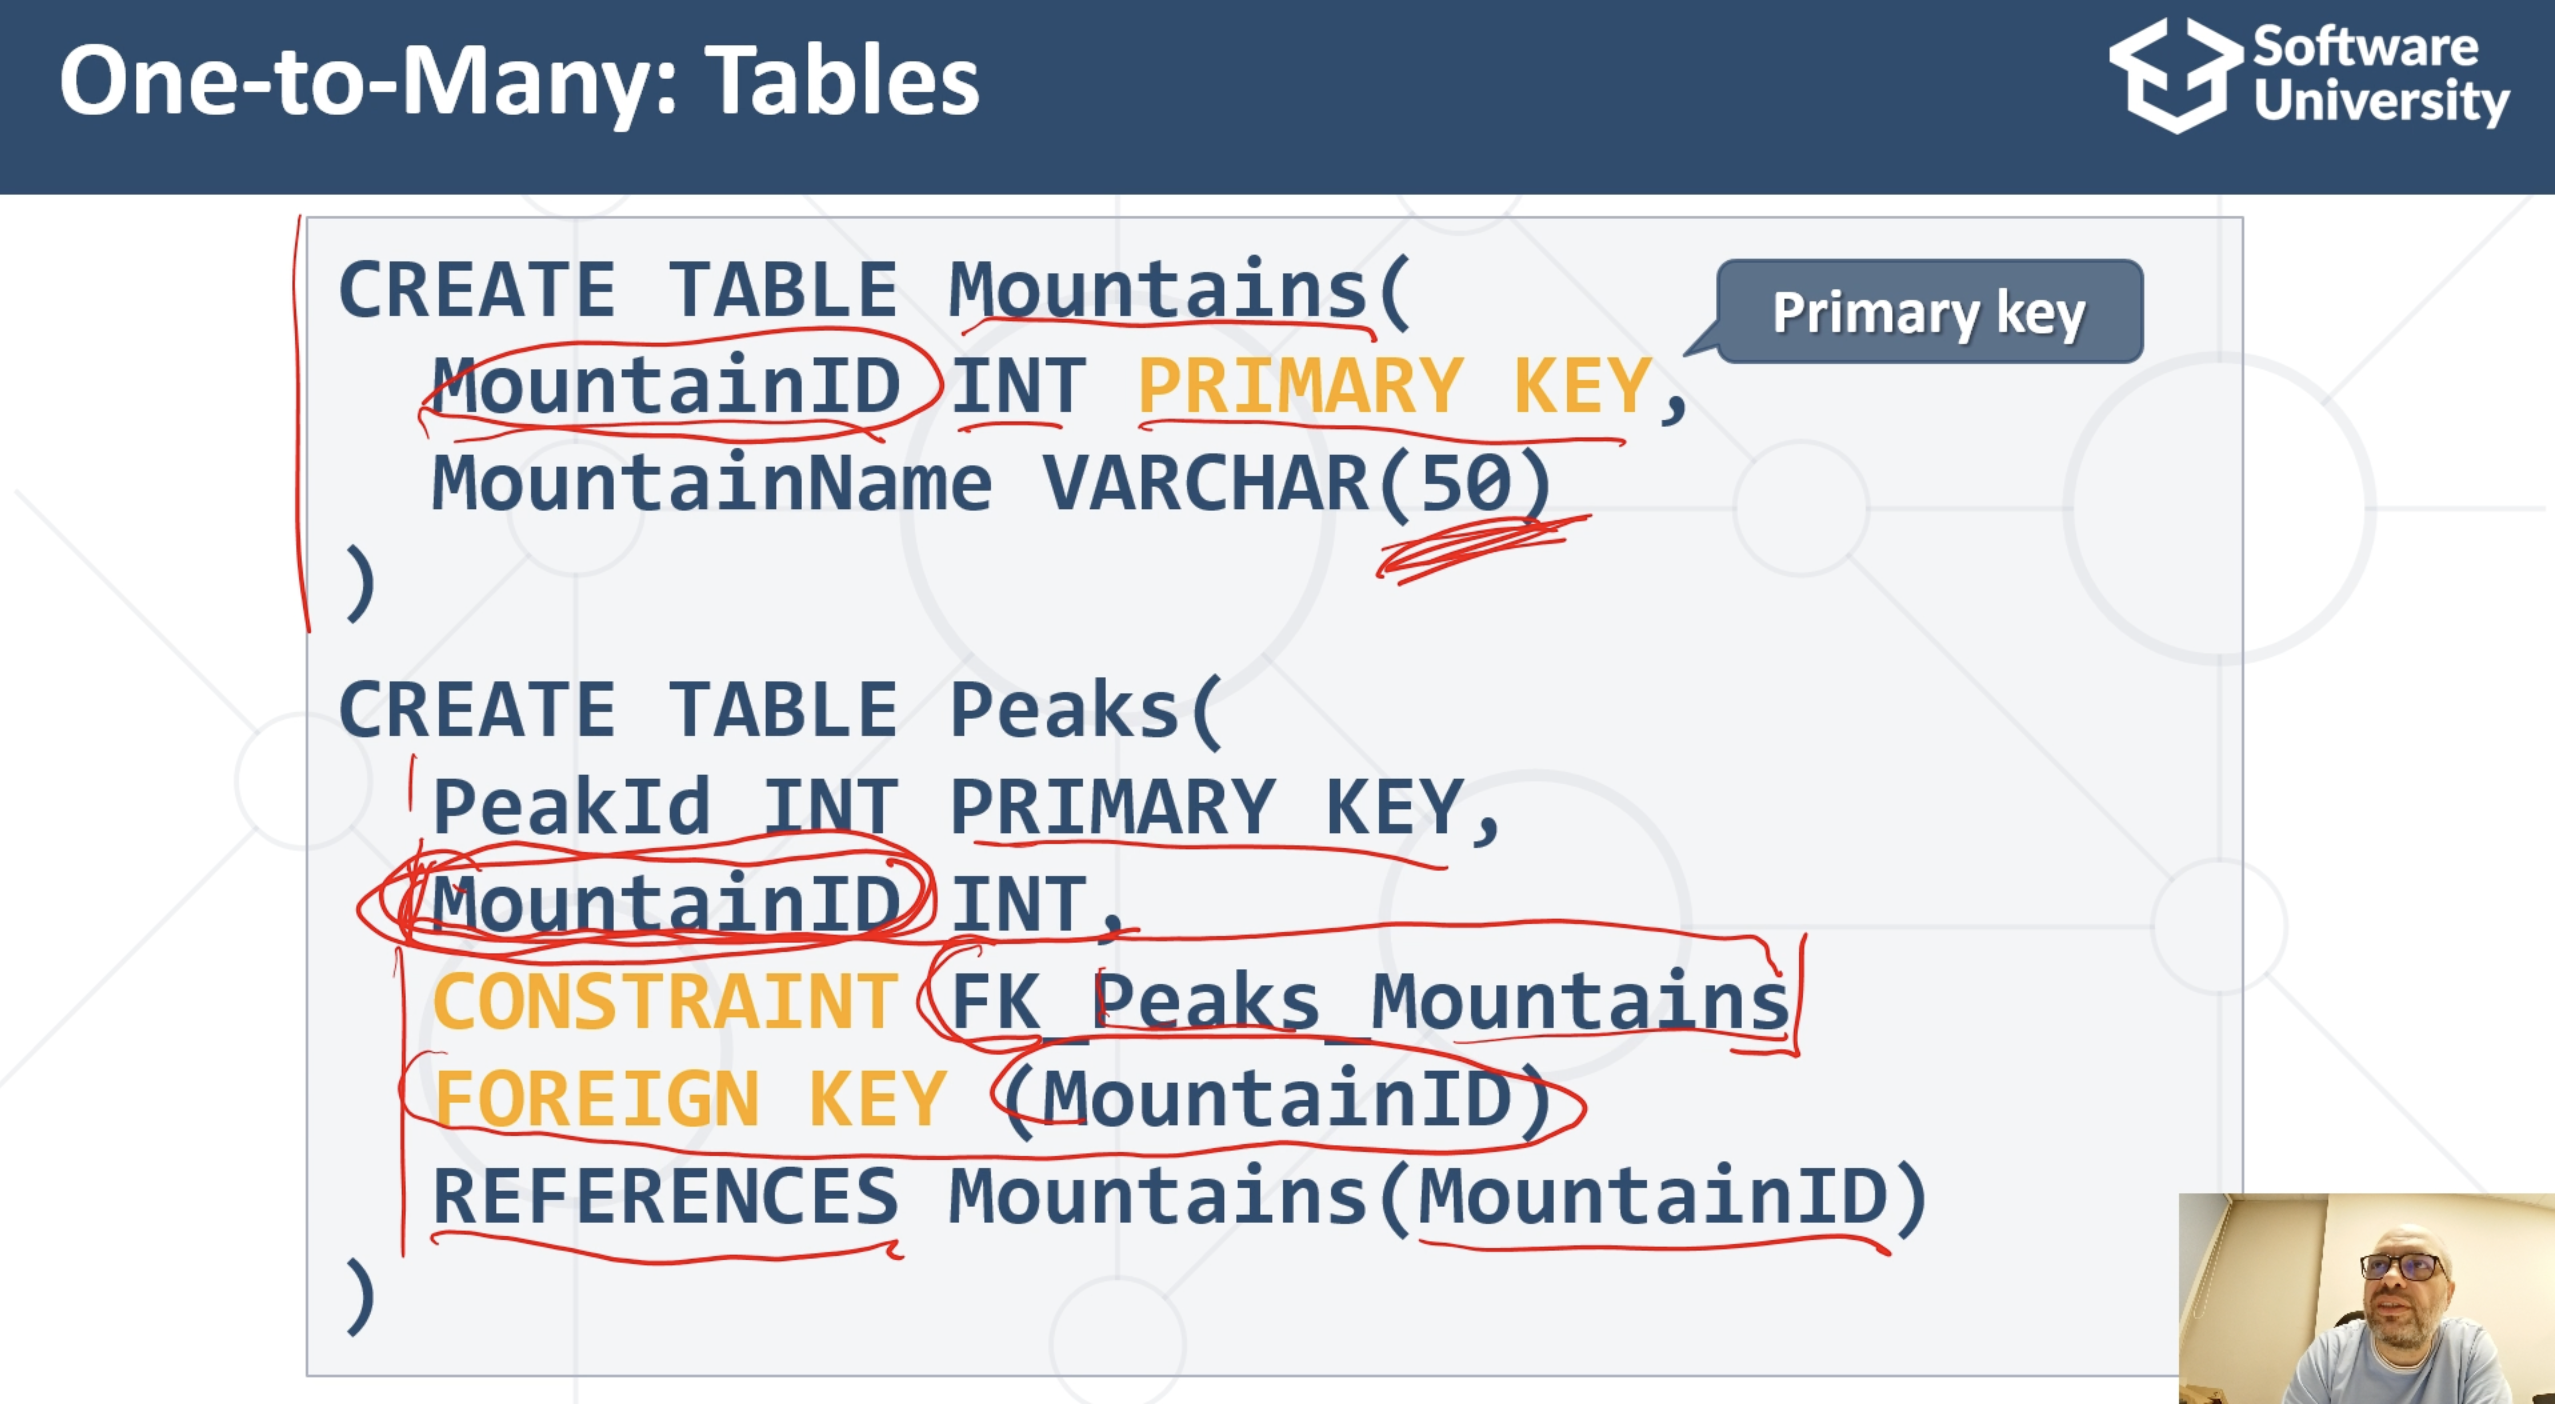 One-to-Many: Tables
Software
University
CREATE TABLE Mountains(
MountainID INT PRIMARY KEY,
Primary key
MountainName VARCHAR(50)
)
CREATE TABLE Peaks(
PeakId INT PRIMARY KEY,
MountainID INT,
CONSTRAINT FK_Peaks_Mountains
FOREIGN KEY (MountainID)
REFERENCES Mountains(MountainID)
)